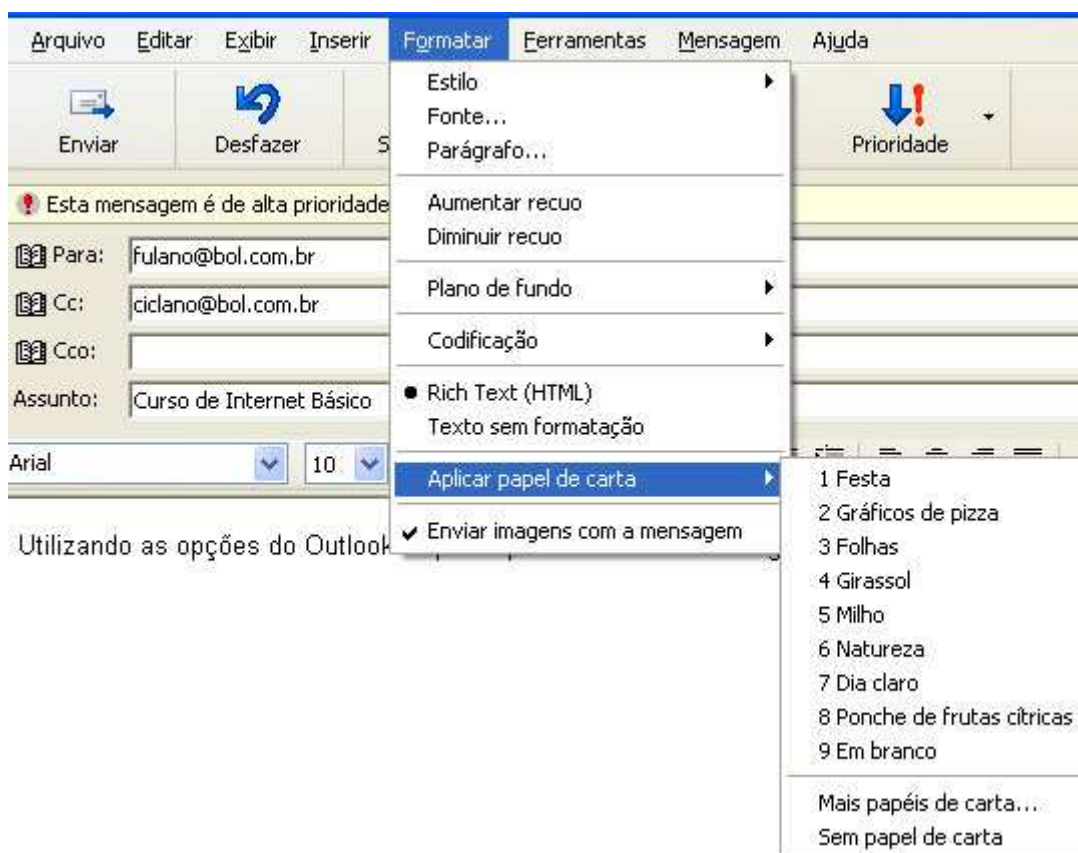 Arquivo Editar Exibir Inserir Formatar Ferramentas Mensagem Ajuda
Enviar Desfazer Prioridade
Esta mensagem é de alta prioridade
Para: fulano@bol.com.br
Cc: ciclano@bol.com.br
Cco:
Assunto: Curso de Internet Básico
Arial 10
Utilizando as opções do Outlook
Estilo
Fonte...
Parágrafo...
Aumentar recuo
Diminuir recuo
Plano de fundo
Codificação
Rich Text (HTML)
Texto sem formatação
Aplicar papel de carta
Enviar imagens com a mensagem
1 Festa
2 Gráficos de pizza
3 Folhas
4 Girassol
5 Milho
6 Natureza
7 Dia claro
8 Ponche de frutas cítricas
9 Em branco
Mais papéis de carta...
Sem papel de carta